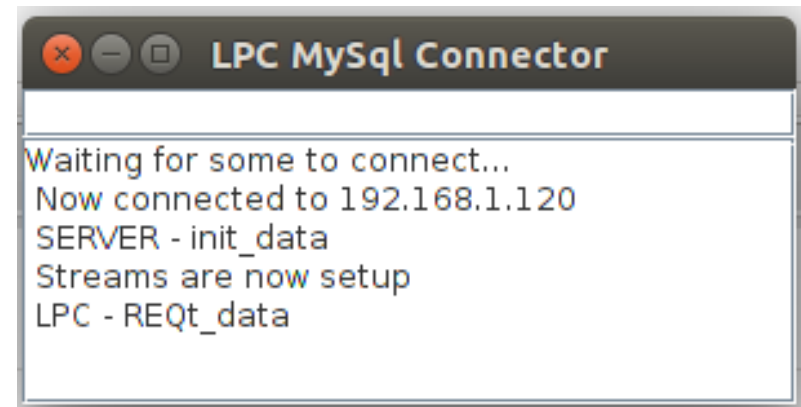 LPC MySql Connector
Waiting for some to connect...
Now connected to 192.168.1.120
SERVER - init_data
Streams are now setup
LPC - REQt_data